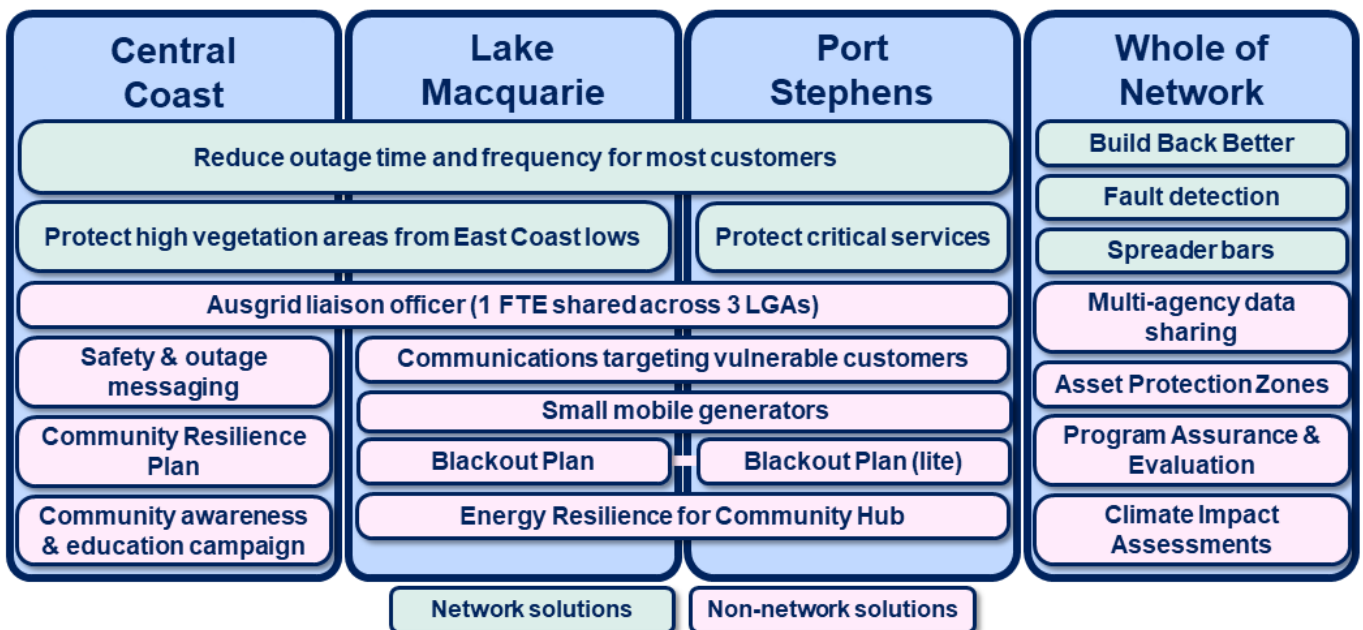 Central
Coast
Lake
Macquarie
Port
Stephens
Whole of
Network
Reduce outage time and frequency for most customers
Protect high vegetation areas from East Coast lows
Protect critical services
Ausgrid liaison officer (1 FTE shared across 3 LGAs)
Safety & outage
messaging
Communications targeting vulnerable customers
Small mobile generators
Community Resilience
Plan
Blackout Plan
Blackout Plan (lite)
Community awareness
& education campaign
Energy Resilience for Community Hub
Build Back Better
Fault detection
Spreader bars
Multi-agency data
sharing
Asset Protection Zones
Program Assurance &
Evaluation
Climate Impact
Assessments
Network solutions
Non-network solutions